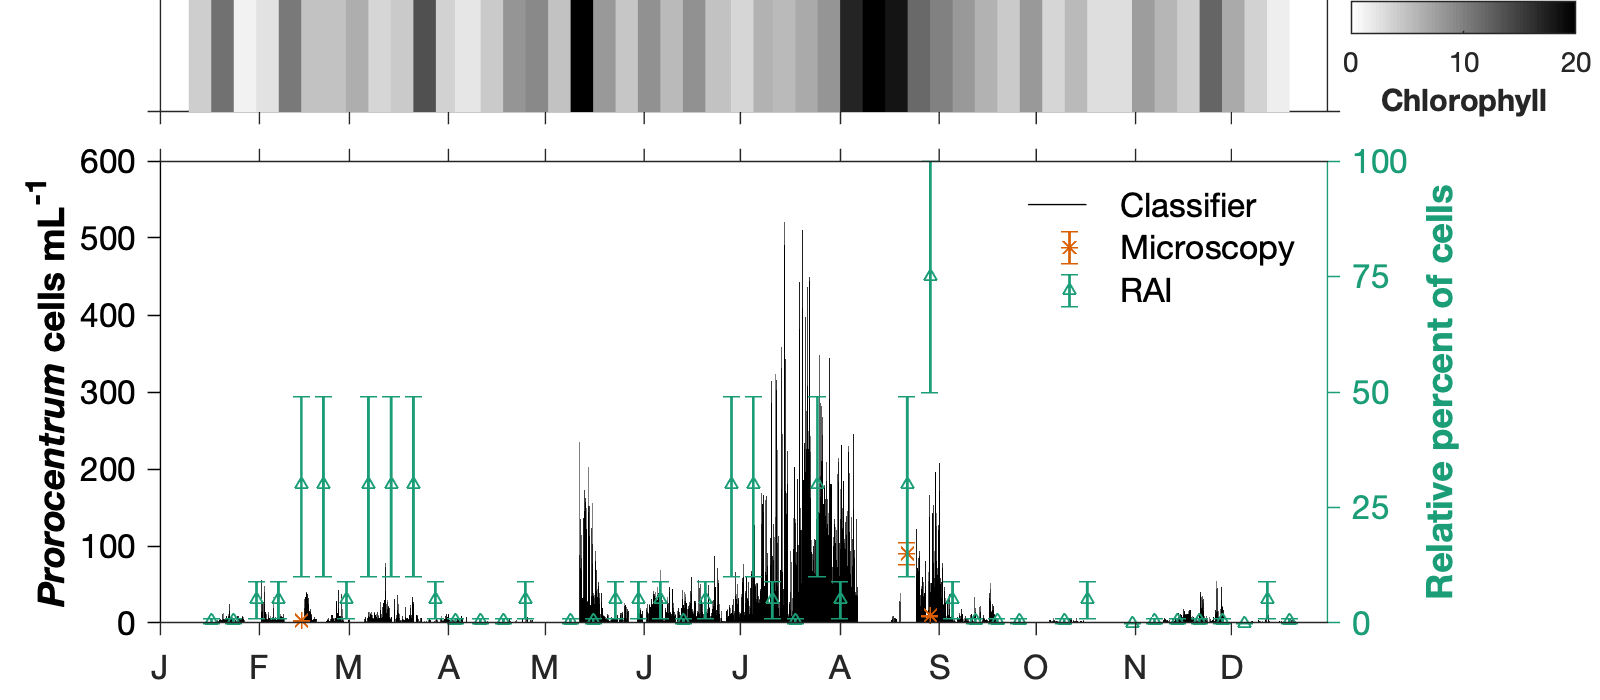 0 10 20
Chlorophyll
600
500
400
300
200
100
0
Prorocentrum cells mL-1
Classifier
Microscopy
RAI
100
75
50
25
0
Relative percent of cells
J F M A M J J A S O N D